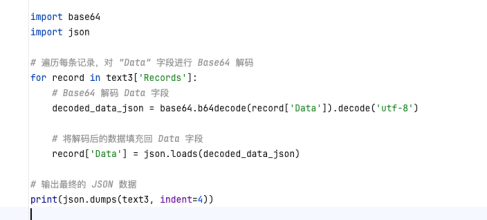 import base64
import json
# 遍历每条记录，对 “Data” 字段进行 Base64 解码
for record in text3['Records']:
    # Base64 解码 Data 字段
    decoded_data_json = base64.b64decode(record['Data']).decode('utf-8')
    # 将解码后的数据填充回 Data 字段
    record['Data'] = json.loads(decoded_data_json)
# 输出最终的 JSON 数据
print(json.dumps(text3, indent=4))